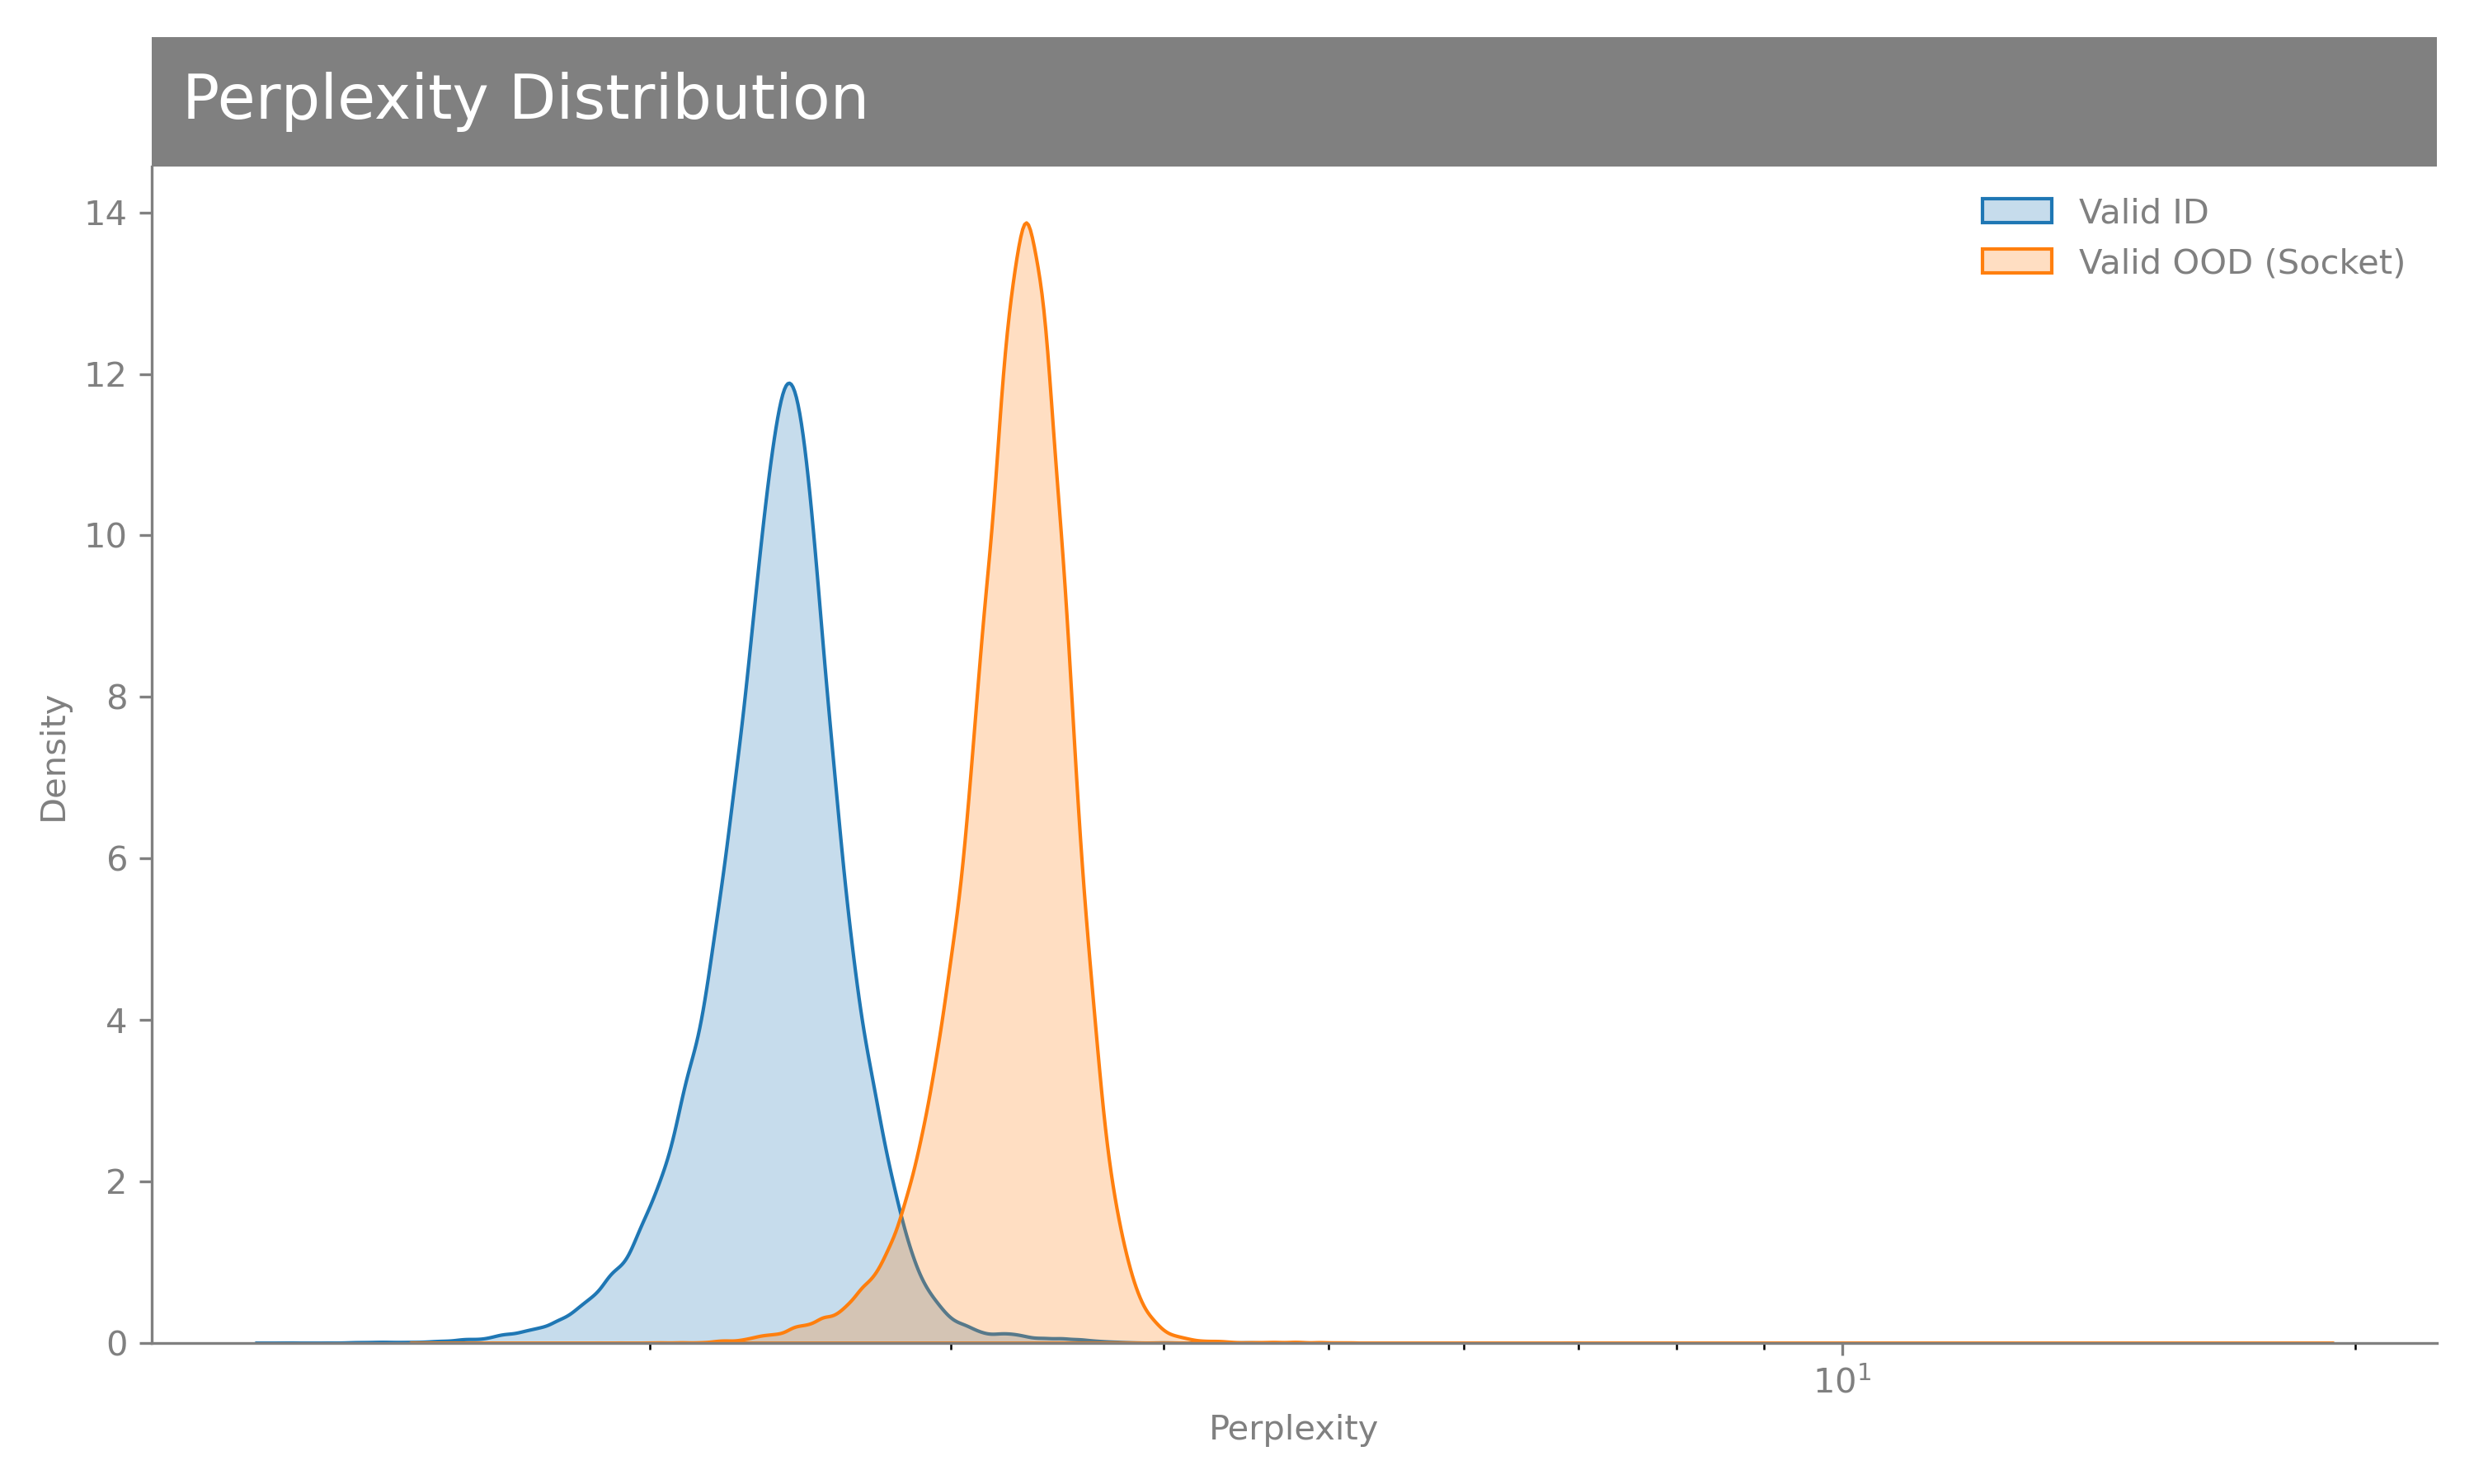 Perplexity Distribution
Valid ID
Valid OOD (Socket)
14
12
10
8
6
4
2
0
Density
10¹
Perplexity